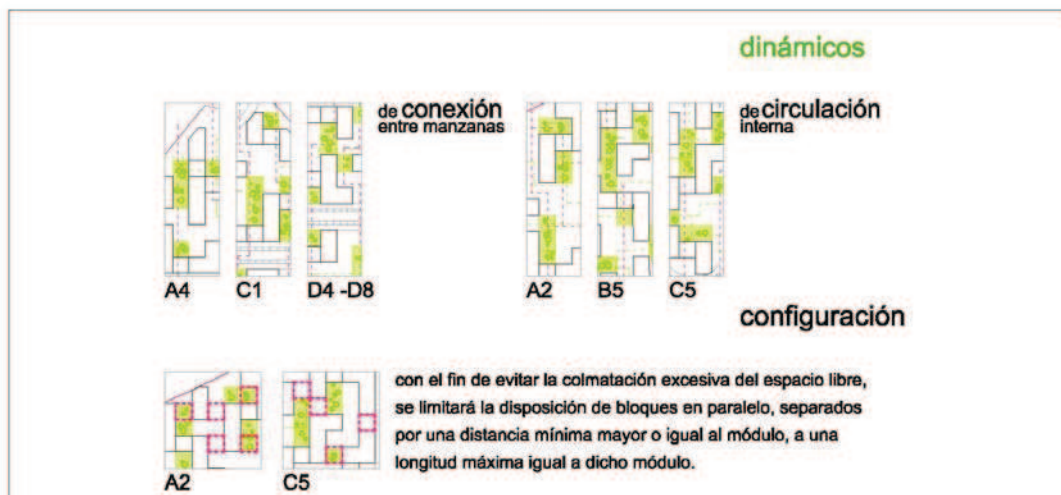 dinámicos
de conexión
entre manzanas
de circulación
interna
A4 C1 D4 -D8
A2 B5 C5
configuración
con el fin de evitar la colmatación excesiva del espacio libre,
se limitará la disposición de bloques en paralelo, separados
por una distancia mínima mayor o igual al módulo, a una
longitud máxima igual a dicho módulo.
A2 C5